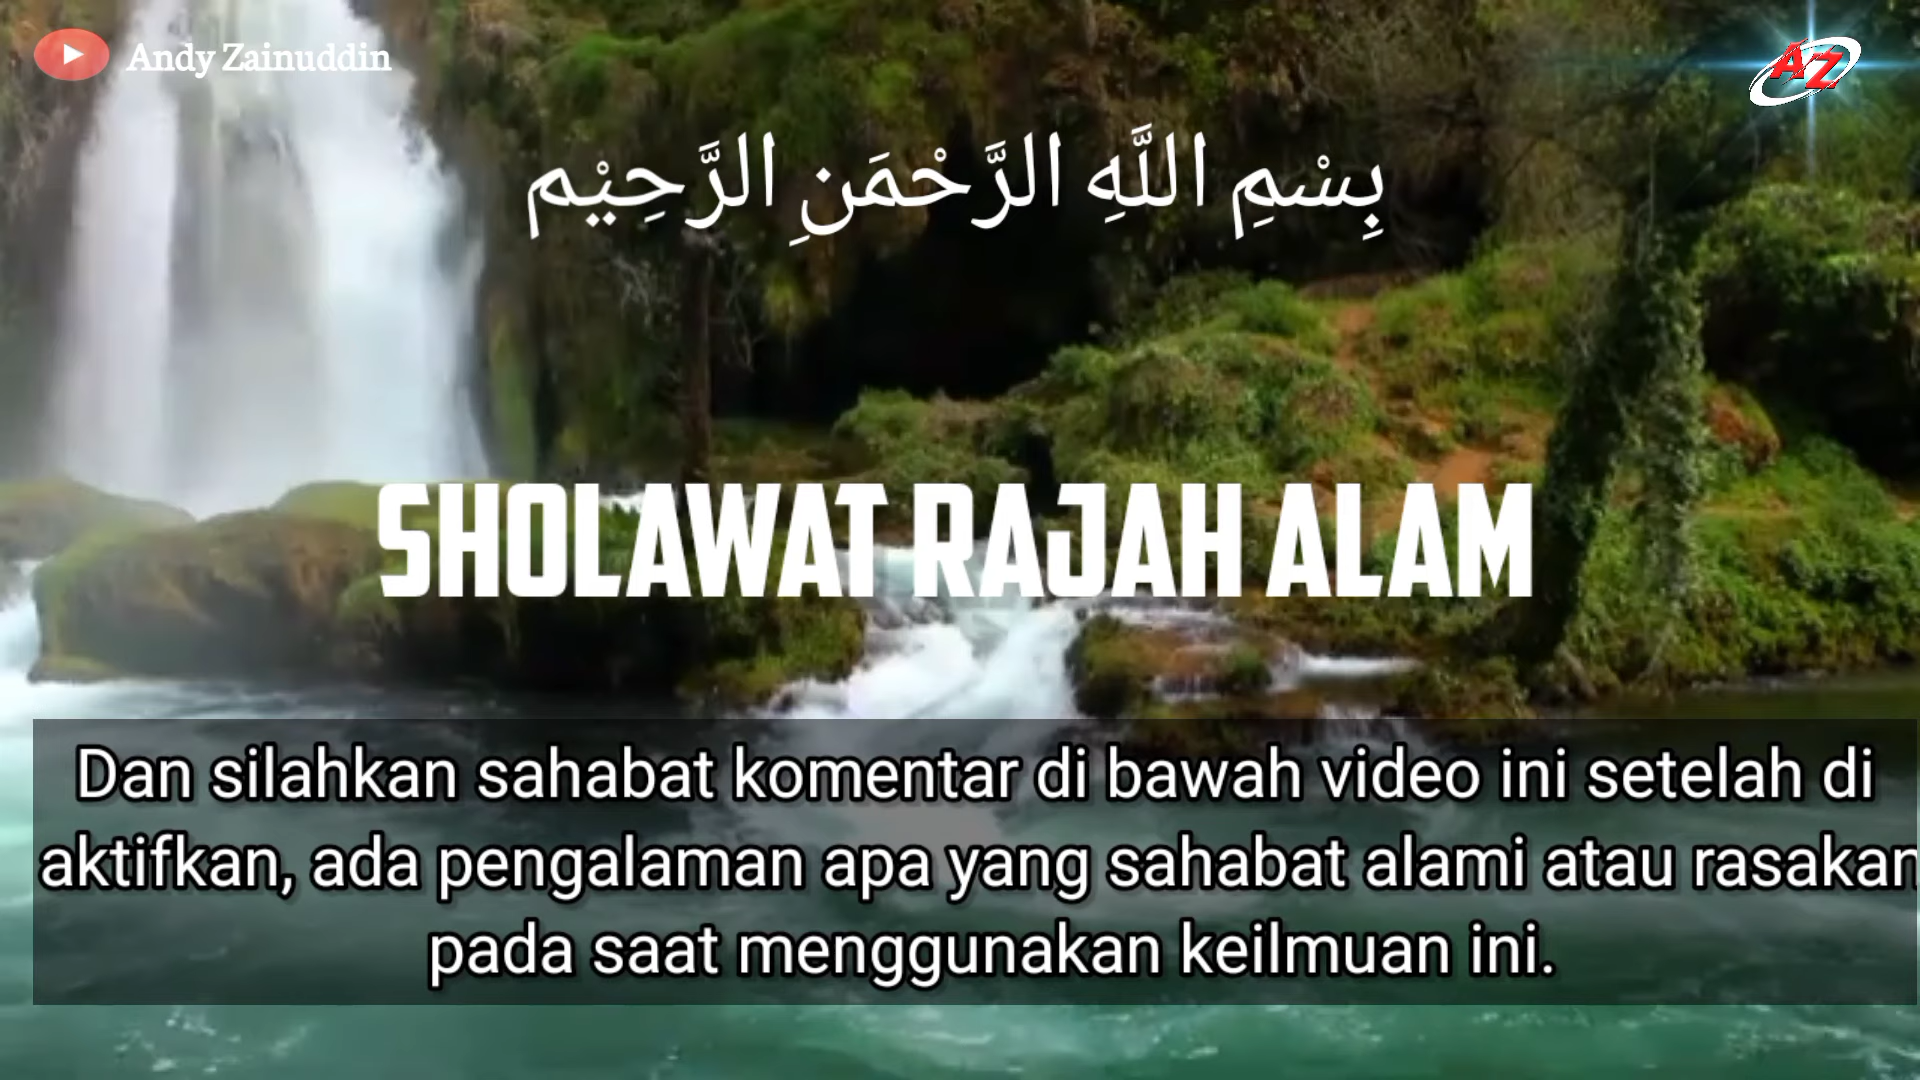 Andy Zainuddin
AZ
بِسْمِ اللَّهِ الرَّحْمَنِ الرَّحِيْم
SHOLAWAT RAJAH ALAM
Dan silahkan sahabat komentar di bawah video ini setelah di
aktifkan, ada pengalaman apa yang sahabat alami atau rasakan
pada saat menggunakan keilmuan ini.